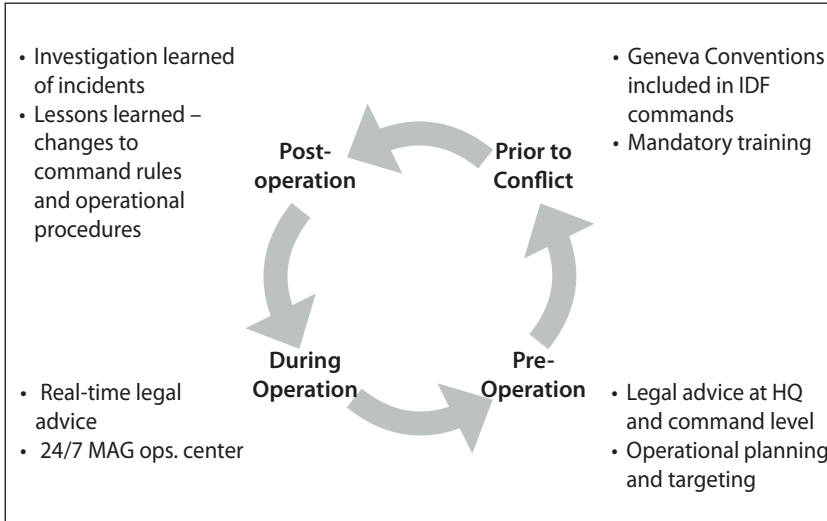 • Investigation learned
of incidents
• Lessons learned –
changes to
command rules
and operational
procedures
Post-
operation
Prior to
Conflict
• Geneva Conventions
included in IDF
commands
• Mandatory training
• Real-time legal
advice
• 24/7 MAG ops. center
During
Operation
Pre-
Operation
• Legal advice at HQ
and command level
• Operational planning
and targeting